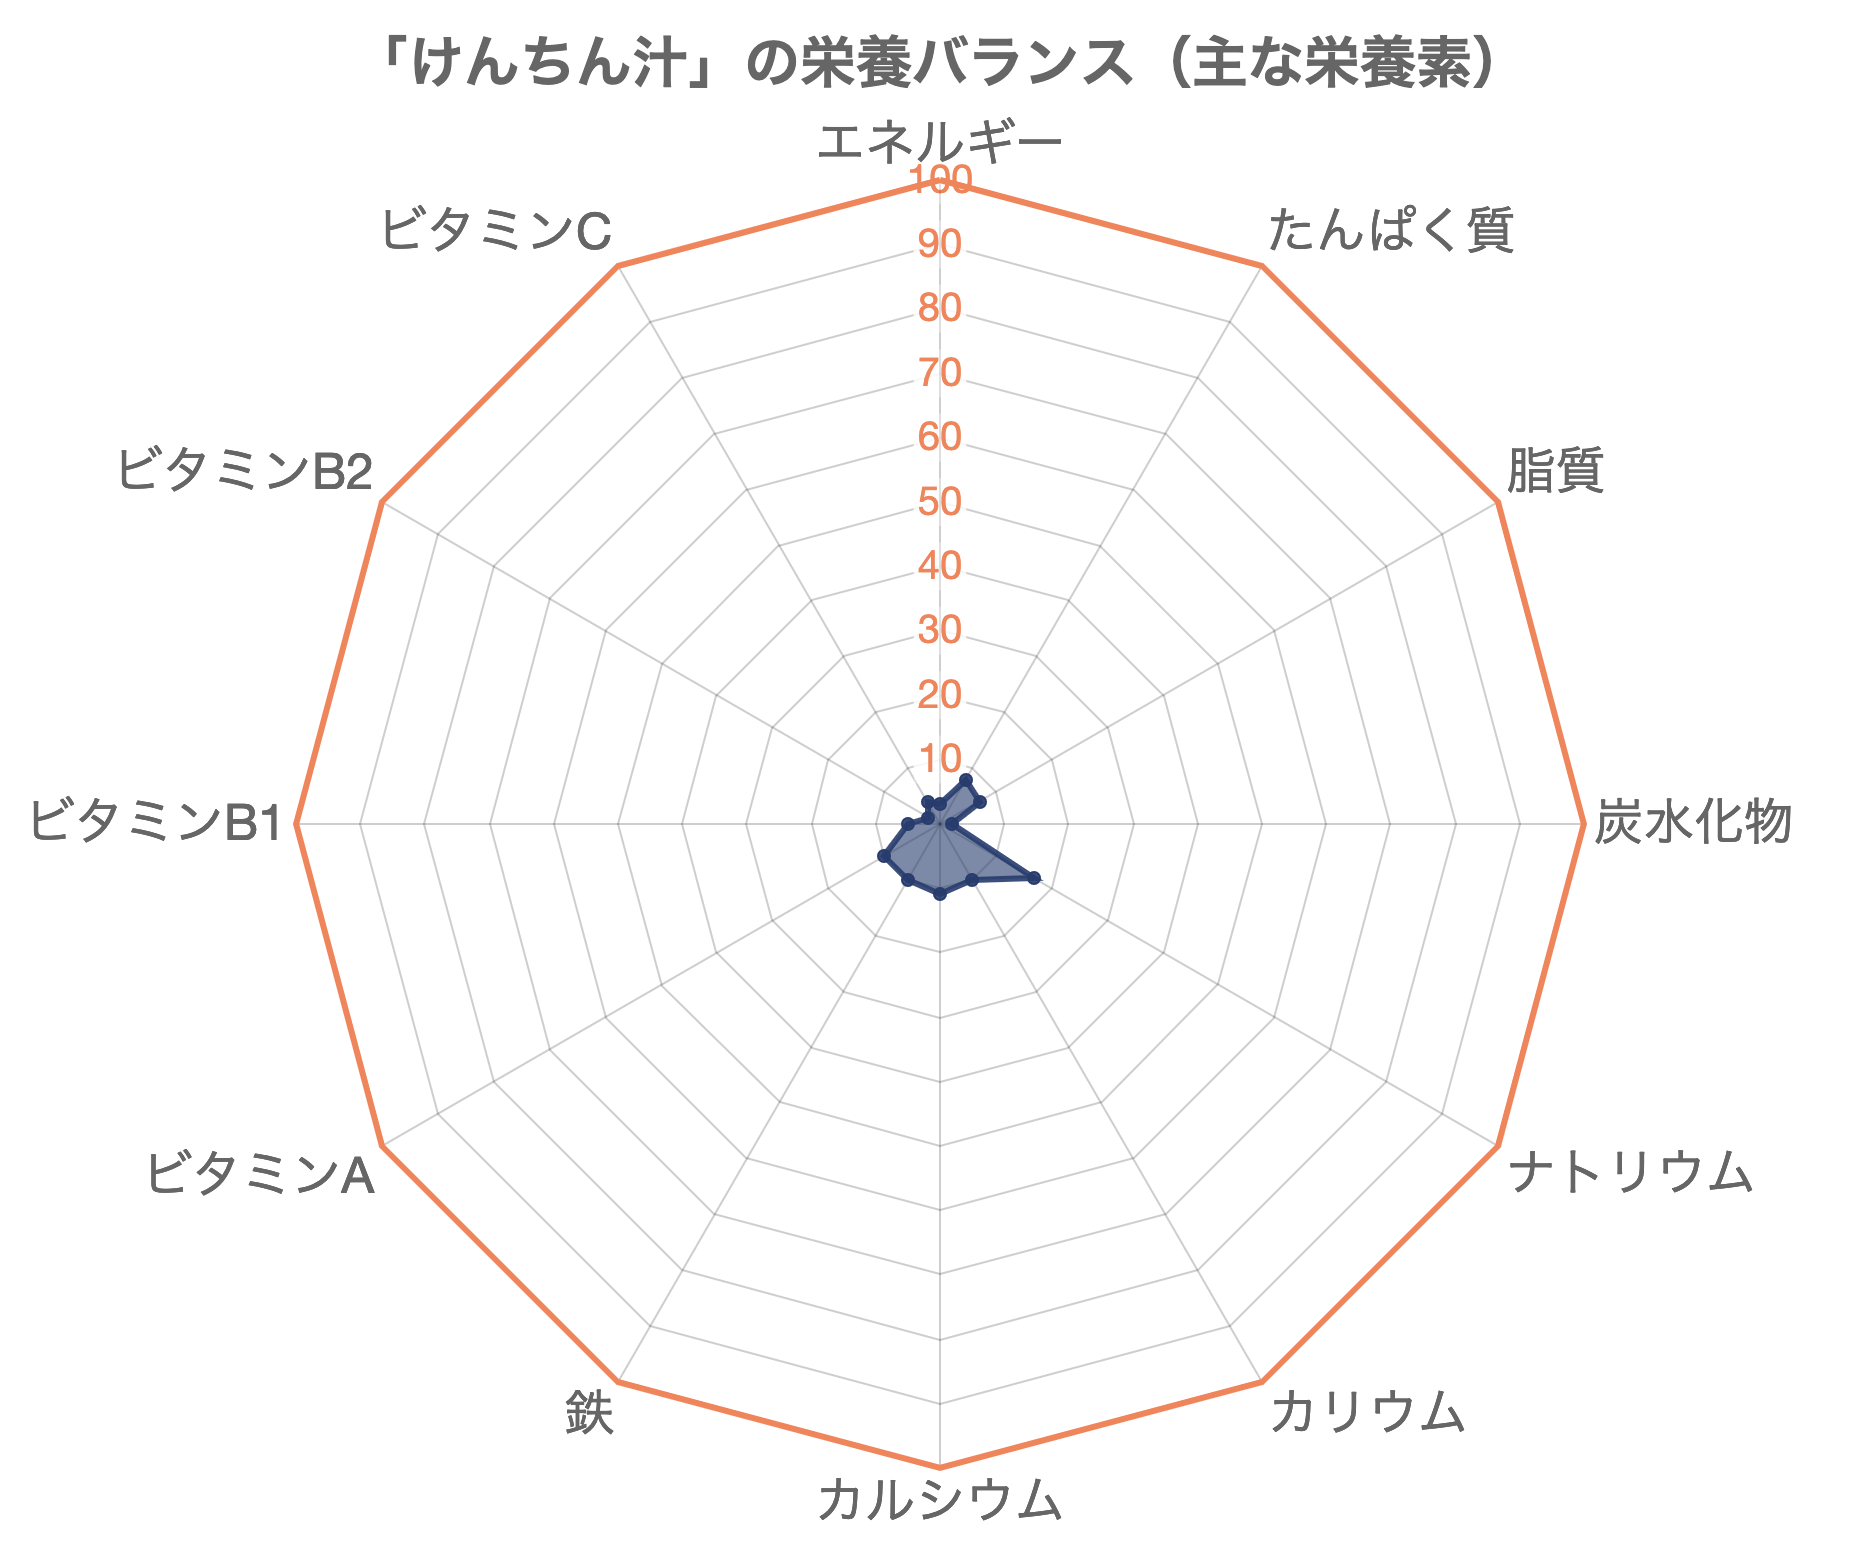 「けんちん汁」の栄養バランス（主な栄養素）
エネルギー
たんぱく質
脂質
炭水化物
ナトリウム
カリウム
カルシウム
鉄
ビタミンA
ビタミンB1
ビタミンB2
ビタミンC
100
90
80
70
60
50
40
30
20
10